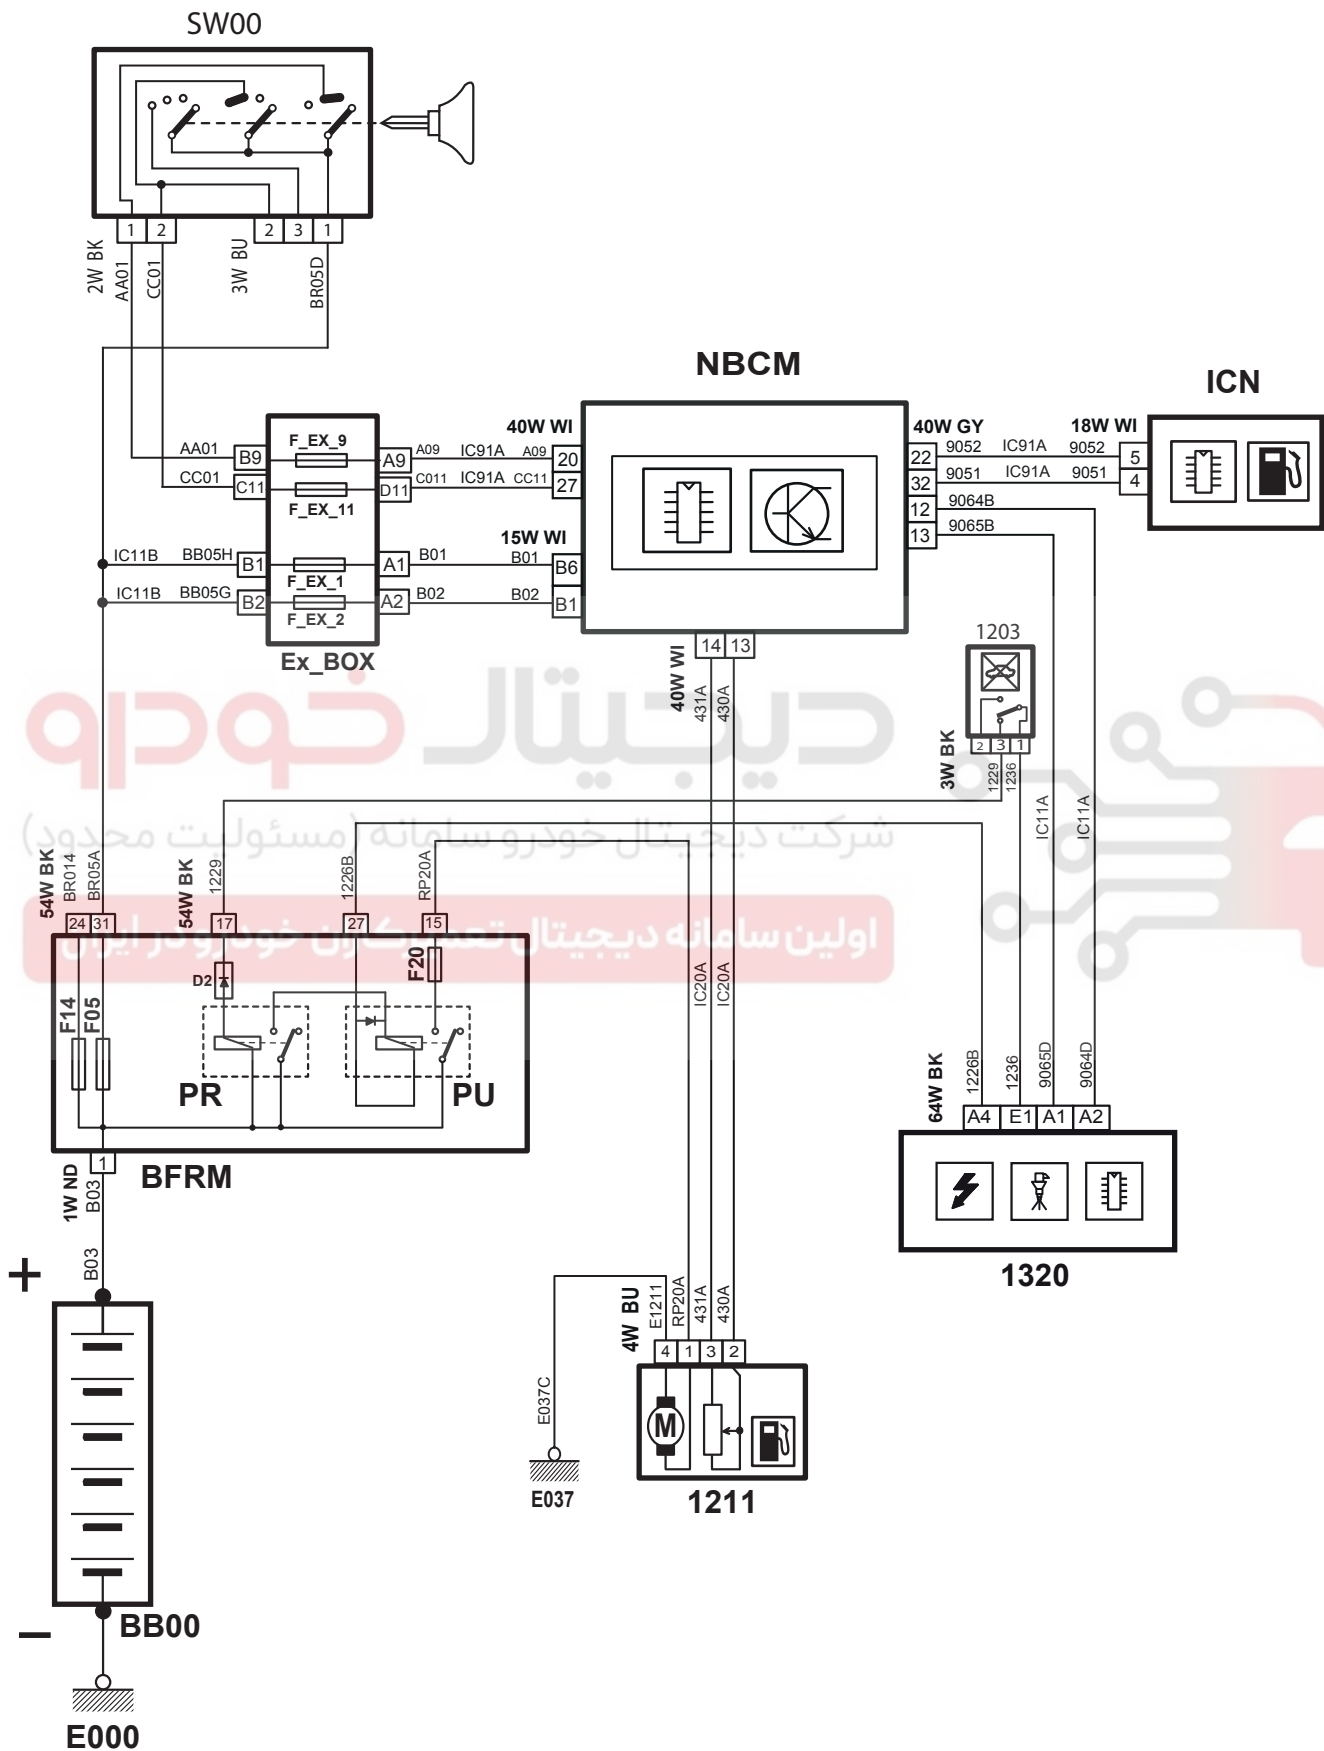 SW00
1 2 2 3 1
2W BK
AA01
CC01
3W BU
BR05D
NBCM
ICN
40W WI
40W GY
18W WI
AA01 B9 F_EX_9 A9 A09 IC91A A09 20
22 9052 IC91A 9052 5
CC01 C11 F_EX_11 D11 C011 IC91A CC11 27
32 9051 IC91A 9051 4
12 9064B
13 9065B
15W WI
IC11B BB05H B1 F_EX_1 A1 B01 B01 B6
IC11B BB05G B2 F_EX_2 A2 B02 B02 B1
Ex_BOX
14 13
40W WI
431A
430A
1203
2 3 1
3W BK
1229
1236
IC11A
IC11A
دیجیتال خودرو
شرکت دیجیتال خودرو سامانه (مسئولیت محدود)
اولین سامانه دیجیتال تعمیرکاران خودرو در ایران
54W BK
BR014
BR05A
54W BK
1229
1226B
RP20A
24 31 17 27 15
D2
F20
F14
F05
PR
PU
IC20A
IC20A
BFRM
1
1W ND
B03
B03
64W BK
1226B
1236
9065D
9064D
A4 E1 A1 A2
1320
+
4W BU
E1211
RP20A
431A
430A
4 1 3 2
M
1211
E037C
E037
–
BB00
E000